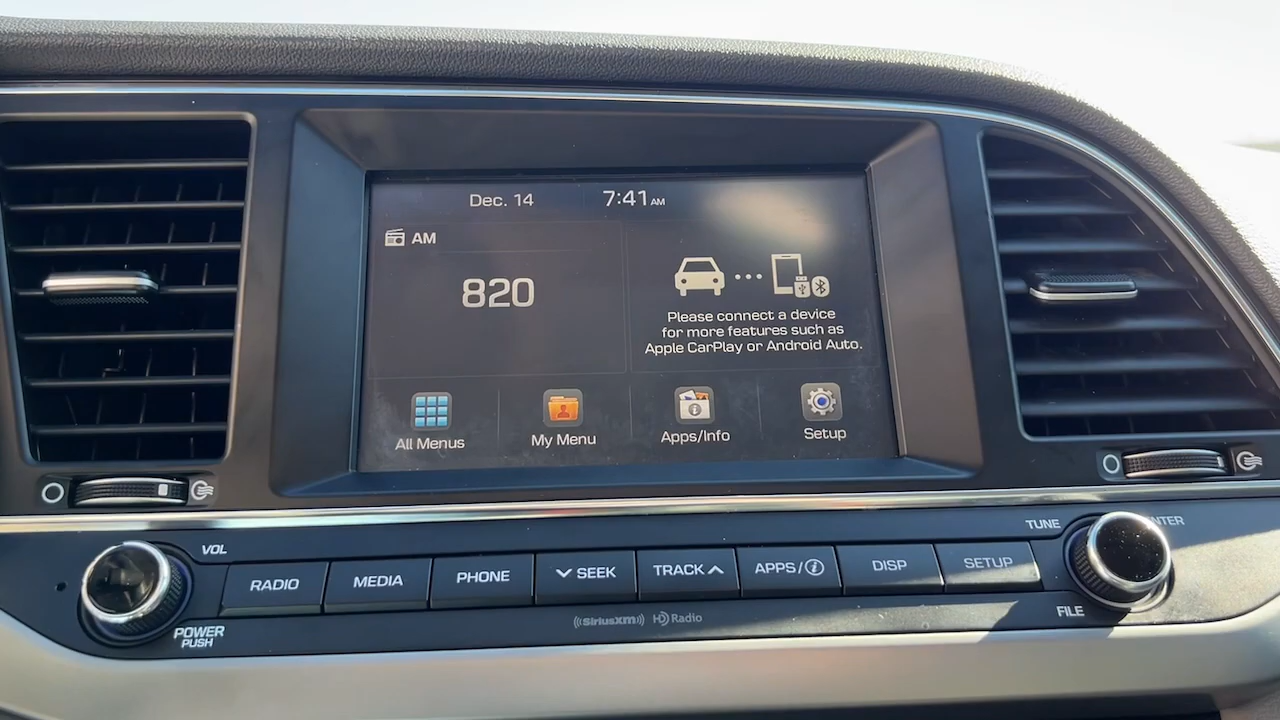 Dec. 14
7:41 AM
AM
820
Please connect a device
for more features such as
Apple CarPlay or Android Auto.
All Menus
My Menu
Apps/Info
Setup
VOL
POWER
PUSH
RADIO
MEDIA
PHONE
SEEK
TRACK
APPS/i
DISP
SETUP
TUNE
FILE
((SiriusXM)) HD Radio